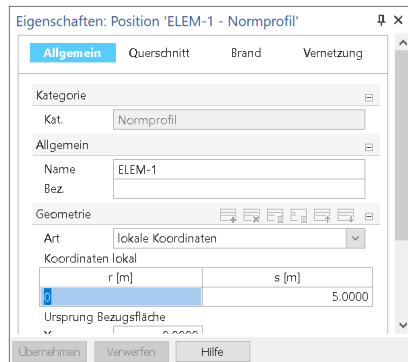 Eigenschaften: Position 'ELEM-1 - Normprofil'
Allgemein Querschnitt Brand Vernetzung
Kategorie
Kat. Normprofil
Allgemein
Name ELEM-1
Bez.
Geometrie
Art lokale Koordinaten
Koordinaten lokal
r [m] s [m]
0 5.0000
Ursprung Bezugsfläche
Übernehmen Verwerfen Hilfe